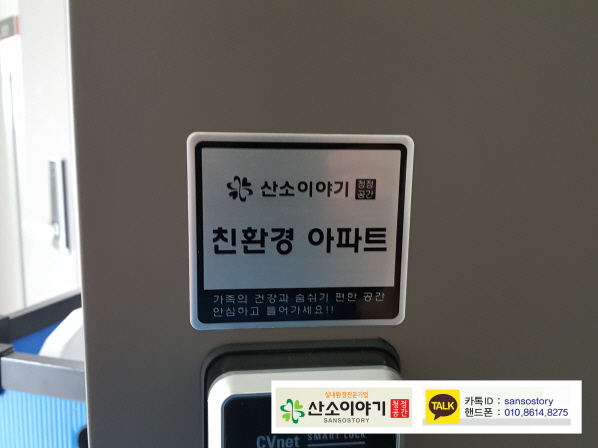 산소이야기 청정공간
친환경 아파트
가족의 건강과 숨쉬기 편한 공간
안심하고 들어가세요!!
CVnet SMART LOCK
실내환경전문기업
산소이야기 청정공간
SANSOSTORY
TALK
카톡ID : sansostory
핸드폰 : 010,8614,8275